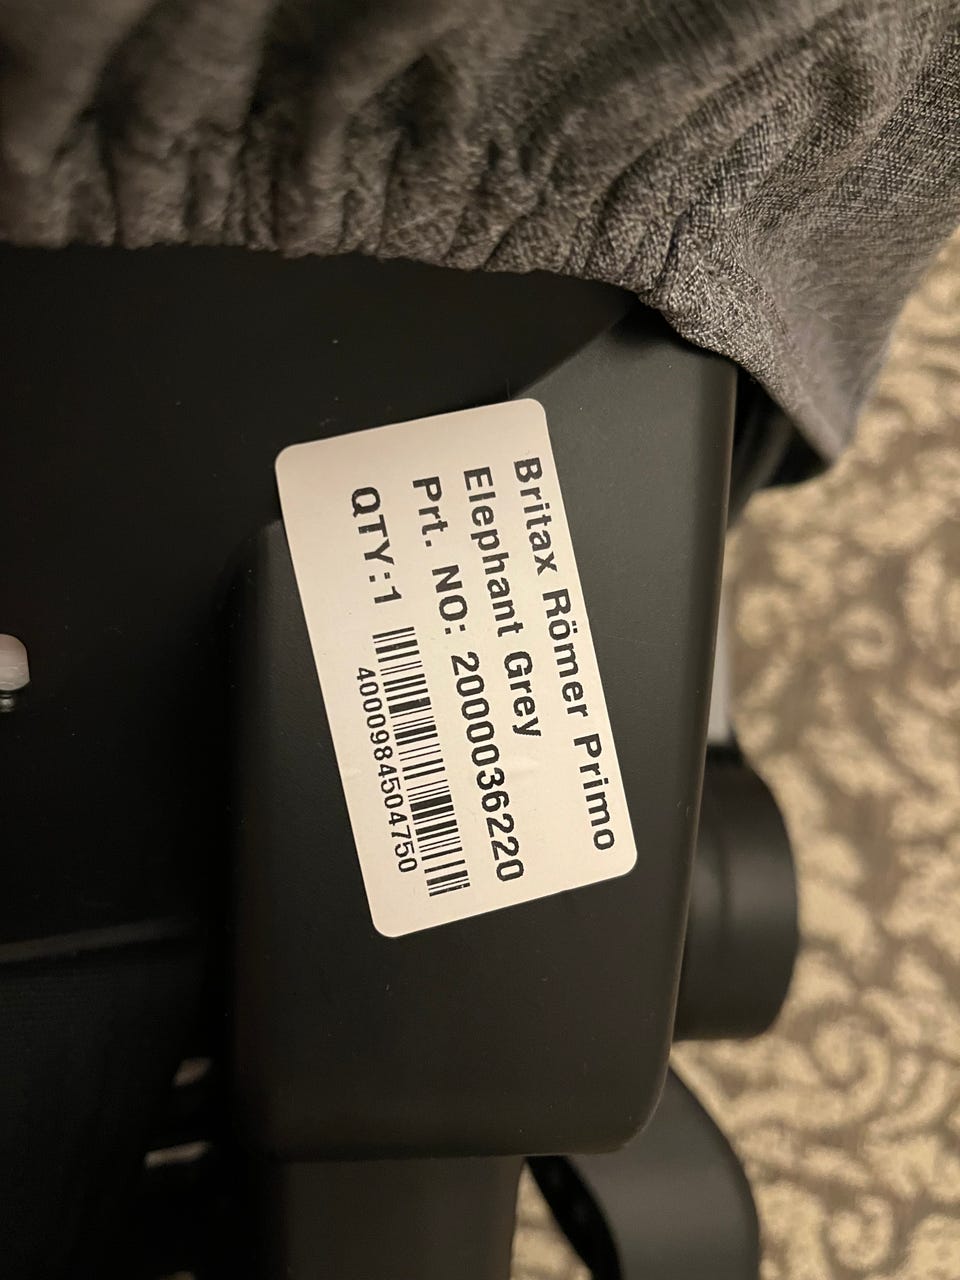 Britax Römer Primo
Elephant Grey
Prt. NO: 2000036220
QTY:1
4000984504750